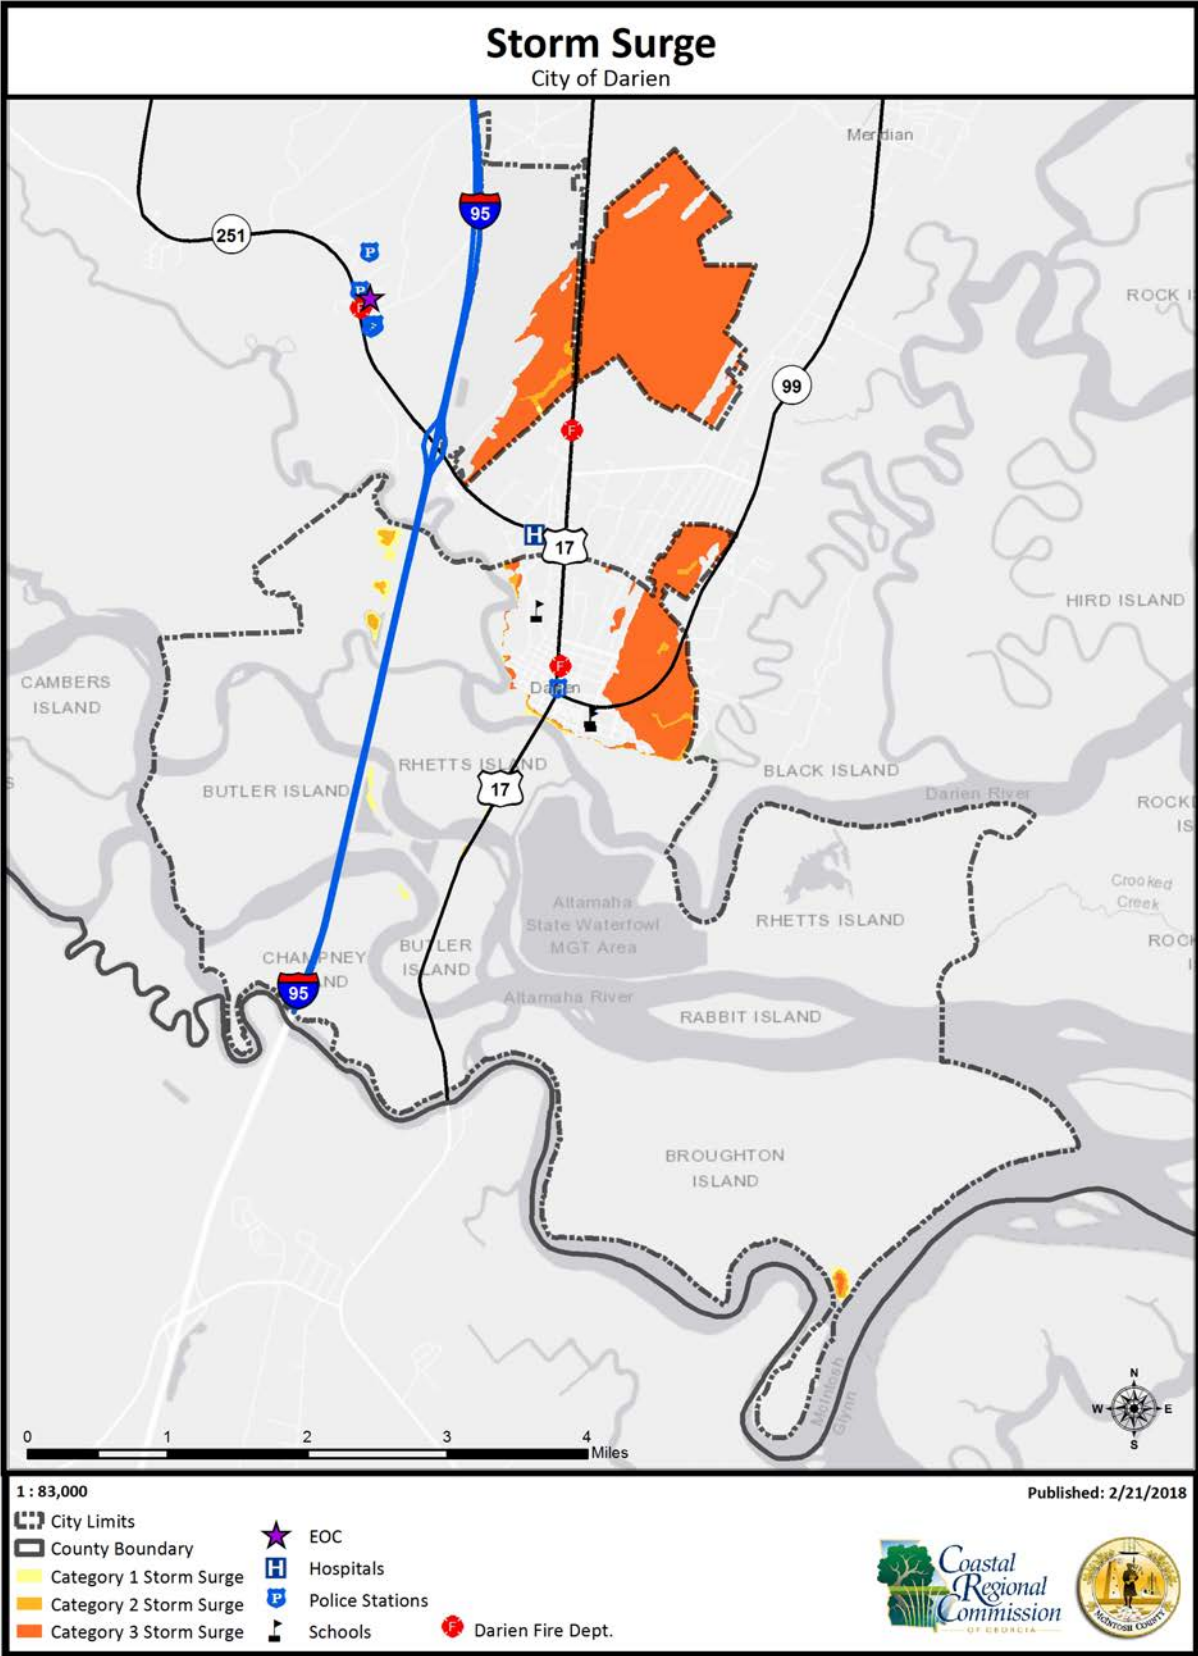 Storm Surge
City of Darien
Meridian
95
251
P
P
F
P
ROCK I
99
F
H
17
HIRD ISLAND
CAMBERS
ISLAND
F
Darien
RHETTS ISLAND
BLACK ISLAND
17
BUTLER ISLAND
Darien River
ROCK
IS
S
Crooked
Creek
Altamaha
State Waterfowl
MGT Area
RHETTS ISLAND
ROCK
I
BUTLER
ISLAND
CHAMPNEY
AND
95
Altamaha River
RABBIT ISLAND
BROUGHTON
ISLAND
McIntosh
Glynn
N
W E
S
0 1 2 3 4
Miles
1 : 83,000
Published: 2/21/2018
City Limits
County Boundary
Category 1 Storm Surge
Category 2 Storm Surge
Category 3 Storm Surge
EOC
H Hospitals
P Police Stations
Schools
F Darien Fire Dept.
Coastal
Regional
Commission
OF GEORGIA
MCINTOSH COUNTY